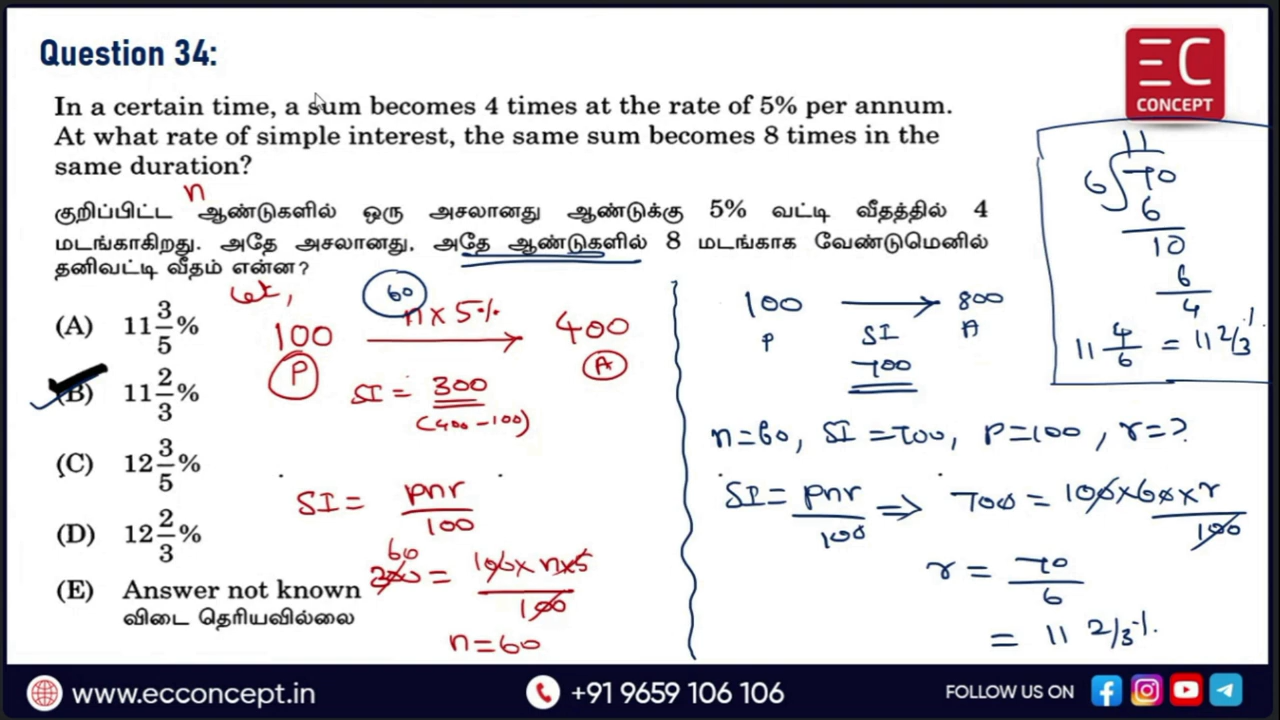 Question 34:
EC
CONCEPT
In a certain time, a sum becomes 4 times at the rate of 5% per annum.
At what rate of simple interest, the same sum becomes 8 times in the
same duration?
n
குறிப்பிட்ட ஆண்டுகளில் ஒரு அசலானது ஆண்டுக்கு 5% வட்டி வீதத்தில் 4
மடங்காகிறது. அதே அசலானது, அதே ஆண்டுகளில் 8 மடங்காக வேண்டுமெனில்
தனிவட்டி வீதம் என்ன?
(A) 11 3/5 %
(B) 11 2/3 %
(C) 12 3/5 %
(D) 12 2/3 %
(E) Answer not known
விடை தெரியவில்லை
let,
60
n x 5%
100 → 400
P A
SI = 300
(400-100)
SI = pnr/100
60
300 = 100 x n x 5/100
n = 60
100 → 800
P SI A
700
n=60, SI=700, P=100, r=?
SI = pnr/100 ⇒ 700 = 100 x 60 x r/100
r = 70/6
= 11 2/3 %.
11
6 70
6
10
6
4
11 4/6 = 11 2/3 %
www.ecconcept.in
+91 9659 106 106
FOLLOW US ON